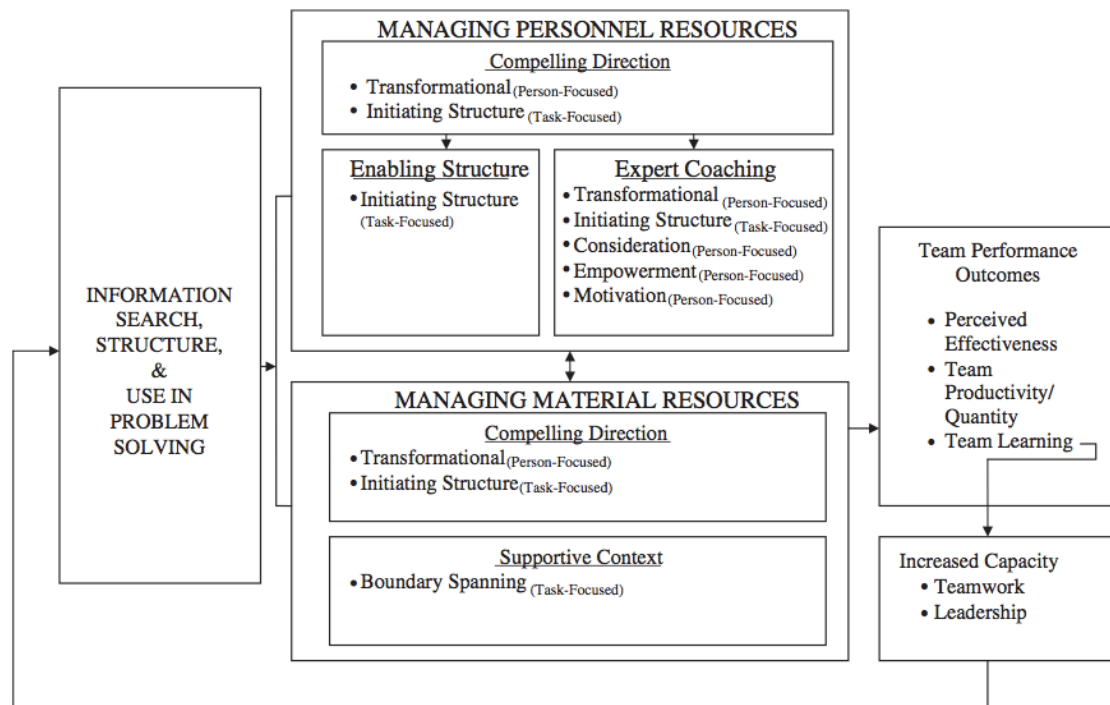 MANAGING PERSONNEL RESOURCES
Compelling Direction
• Transformational (Person-Focused)
• Initiating Structure (Task-Focused)
Enabling Structure
• Initiating Structure
(Task-Focused)
Expert Coaching
• Transformational (Person-Focused)
• Initiating Structure (Task-Focused)
• Consideration (Person-Focused)
• Empowerment (Person-Focused)
• Motivation (Person-Focused)
INFORMATION
SEARCH,
STRUCTURE,
&
USE IN
PROBLEM
SOLVING
MANAGING MATERIAL RESOURCES
Compelling Direction
• Transformational (Person-Focused)
• Initiating Structure (Task-Focused)
Supportive Context
• Boundary Spanning (Task-Focused)
Team Performance
Outcomes
• Perceived
Effectiveness
• Team
Productivity/
Quantity
• Team Learning
Increased Capacity
• Teamwork
• Leadership